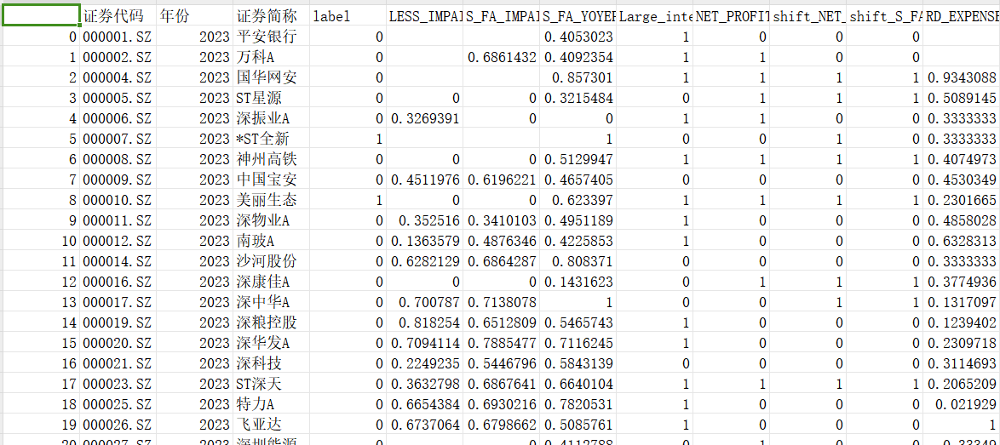 证券代码 年份 证券简称 label LESS_IMPAI S_FA_IMPAI S_FA_YOYEP Large_inte NET_PROFIT shift_NET_ shift_S_FA RD_EXPENSE
0 000001.SZ 2023 平安银行 0 0.4053023 1 0 0 0
1 000002.SZ 2023 万科A 0 0.6861432 0.4092354 1 1 0 0
2 000004.SZ 2023 国华网安 0 0.857301 1 1 1 1 0.9343088
3 000005.SZ 2023 ST星源 0 0 0 0.3215484 0 1 1 1 0.5089145
4 000006.SZ 2023 深振业A 0 0.3269391 0 0 1 1 0 0 0.3333333
5 000007.SZ 2023 *ST全新 1 1 0 0 1 0 0.3333333
6 000008.SZ 2023 神州高铁 0 0 0 0.5129947 1 1 1 1 0.4074973
7 000009.SZ 2023 中国宝安 0 0.4511976 0.6196221 0.4657405 0 0 0 0 0.4530349
8 000010.SZ 2023 美丽生态 1 0 0 0.623397 1 1 1 1 0.2301665
9 000011.SZ 2023 深物业A 0 0.352516 0.3410103 0.4951189 1 0 0 0 0.4858028
10 000012.SZ 2023 南玻A 0 0.1363579 0.4876346 0.4225853 1 0 0 0 0.6328313
11 000014.SZ 2023 沙河股份 0 0.6282129 0.6864287 0.808371 1 0 0 0 0.3333333
12 000016.SZ 2023 深康佳A 0 0 0 0.1431623 0 1 1 1 0.3774936
13 000017.SZ 2023 深中华A 0 0.700787 0.7138078 1 0 0 1 1 0.1317097
14 000019.SZ 2023 深粮控股 0 0.818254 0.6512809 0.5465743 1 0 0 0 0.1239402
15 000020.SZ 2023 深华发A 0 0.7094114 0.7885477 0.7116245 1 0 0 0 0.2309718
16 000021.SZ 2023 深科技 0 0.2249235 0.5446796 0.5843139 0 0 0 0 0.3114693
17 000023.SZ 2023 ST深天 0 0.3632798 0.6867641 0.6640104 1 1 1 1 0.2065209
18 000025.SZ 2023 特力A 0 0.6654384 0.6930216 0.7820531 1 0 0 0 0.021929
19 000026.SZ 2023 飞亚达 0 0.6737064 0.6798662 0.5085761 1 0 0 0 1
20 000027.SZ 2023 深圳能源 0 0 0.4112788 0 1 0 0 0.33349